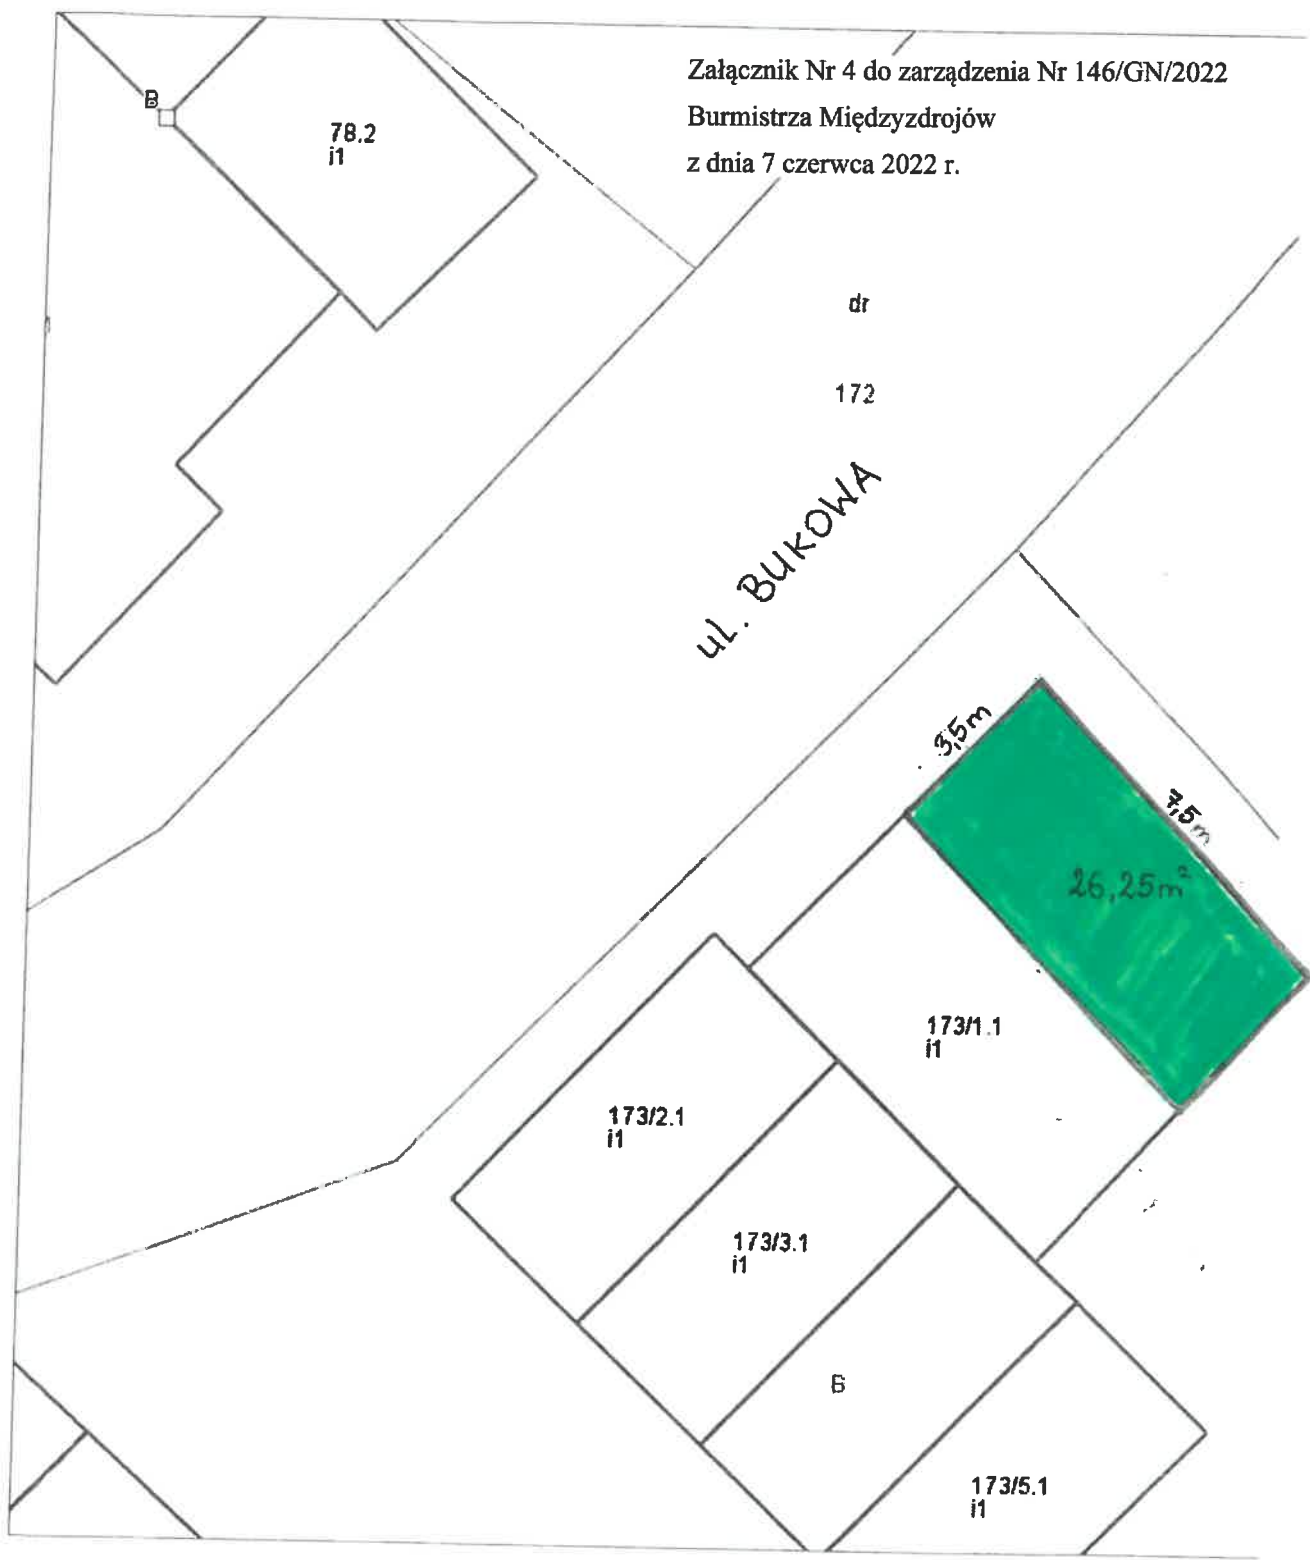 Załącznik Nr 4 do zarządzenia Nr 146/GN/2022
Burmistrza Międzyzdrojów
z dnia 7 czerwca 2022 r.
B
78.2
i1
dr
172
ul. BUKOWA
3,5m
7,5m
26,25m²
173/1.1
i1
173/2.1
i1
173/3.1
i1
6
173/5.1
i1